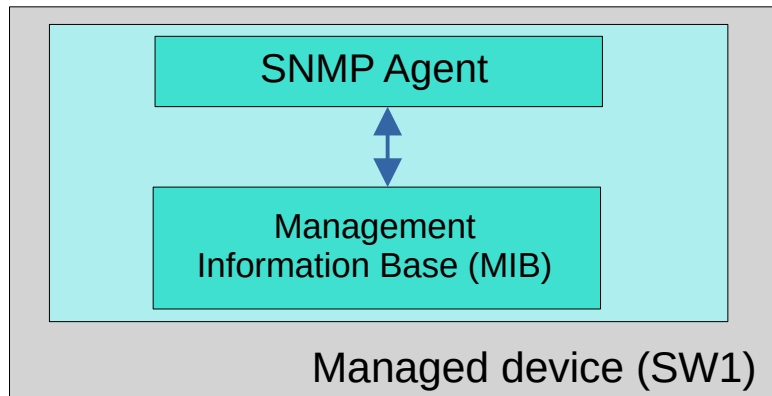 SNMP Agent
Management
Information Base (MIB)
Managed device (SW1)